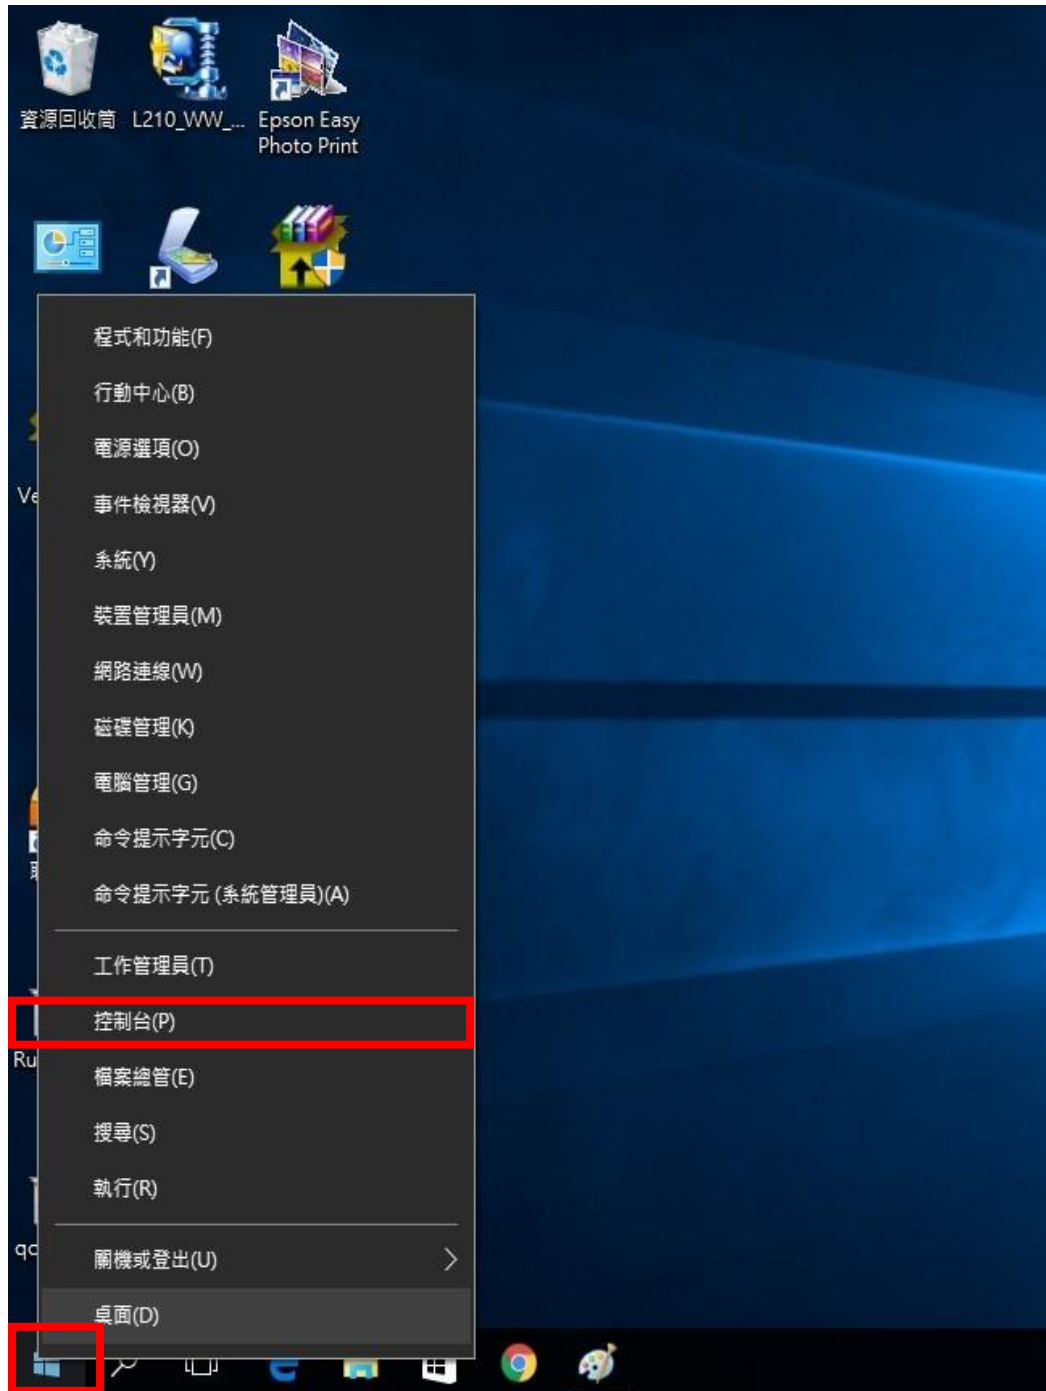 資源回收筒
L210_WW_...
Epson Easy
Photo Print
程式和功能(F)
行動中心(B)
電源選項(O)
Ve
事件檢視器(V)
系統(Y)
裝置管理員(M)
網路連線(W)
磁碟管理(K)
電腦管理(G)
命令提示字元(C)
命令提示字元 (系統管理員)(A)
工作管理員(T)
控制台(P)
Ru
檔案總管(E)
搜尋(S)
執行(R)
關機或登出(U)
桌面(D)